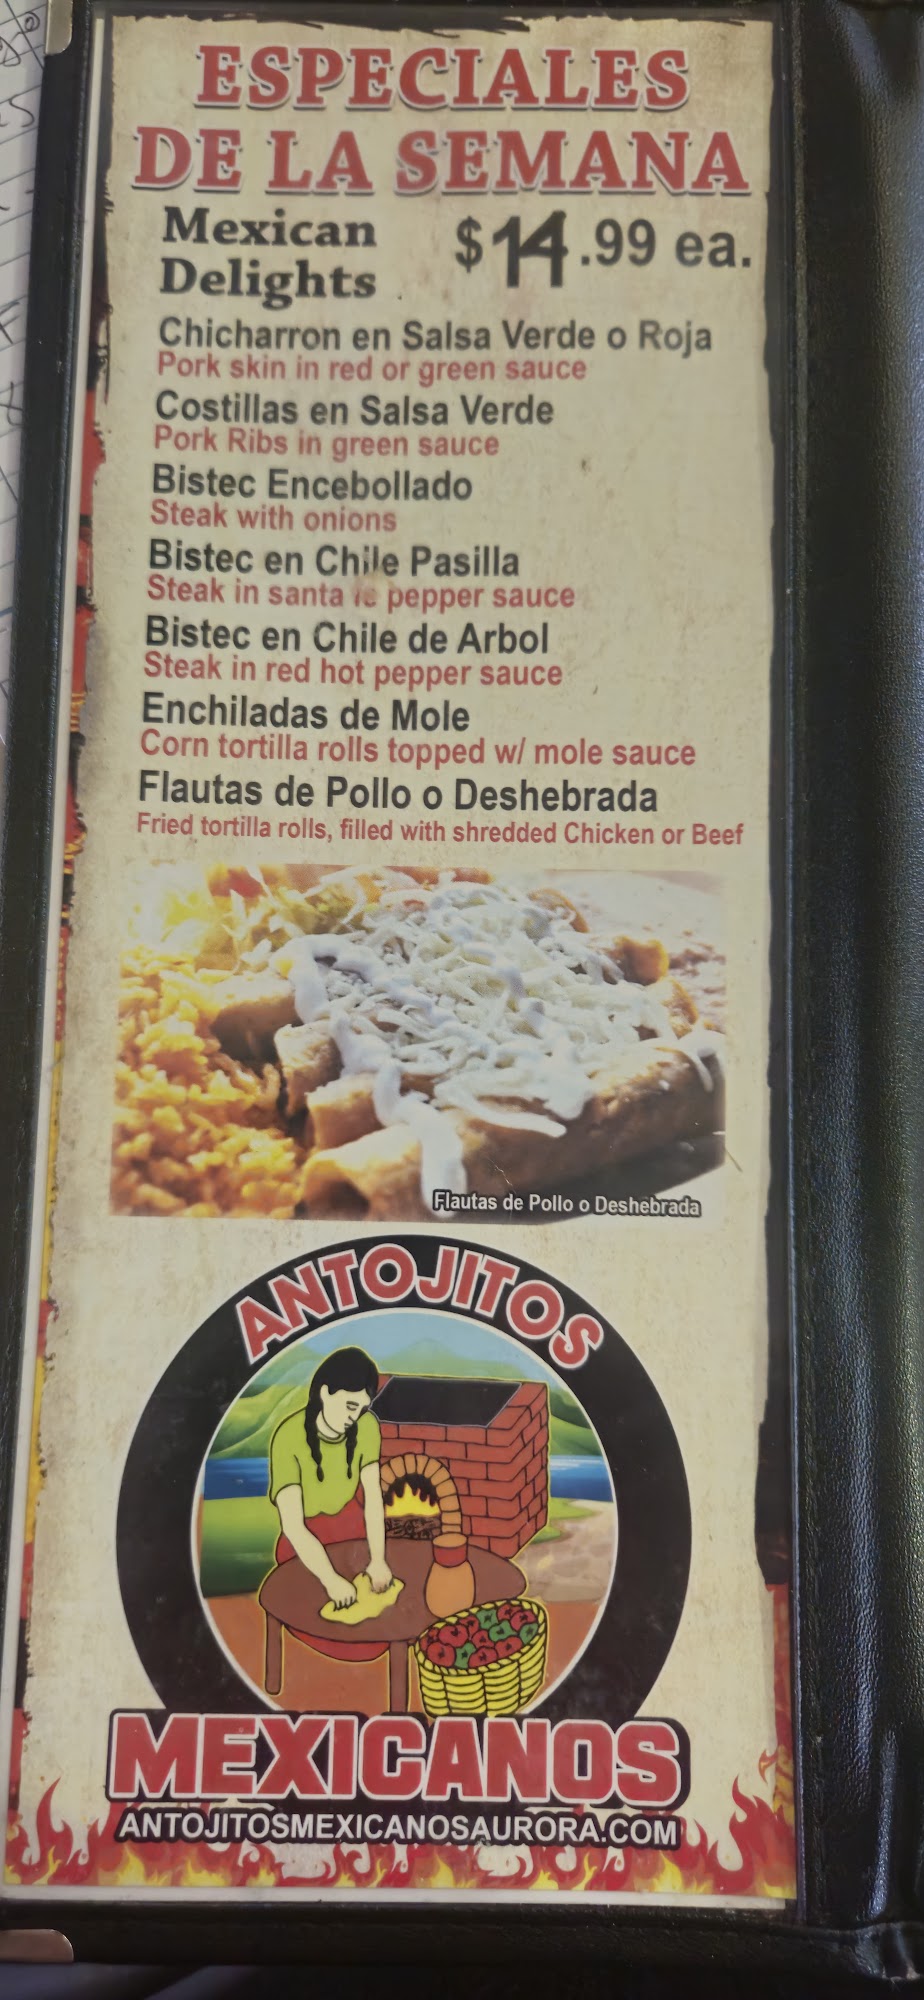 ESPECIALES
DE LA SEMANA
Mexican
Delights
$14.99 ea.
Chicharron en Salsa Verde o Roja
Pork skin in red or green sauce
Costillas en Salsa Verde
Pork Ribs in green sauce
Bistec Encebollado
Steak with onions
Bistec en Chile Pasilla
Steak in santa fe pepper sauce
Bistec en Chile de Arbol
Steak in red hot pepper sauce
Enchiladas de Mole
Corn tortilla rolls topped w/ mole sauce
Flautas de Pollo o Deshebrada
Fried tortilla rolls, filled with shredded Chicken or Beef
Flautas de Pollo o Deshebrada
ANTOJITOS
MEXICANOS
ANTOJITOSMEXICANOSAURORA.COM